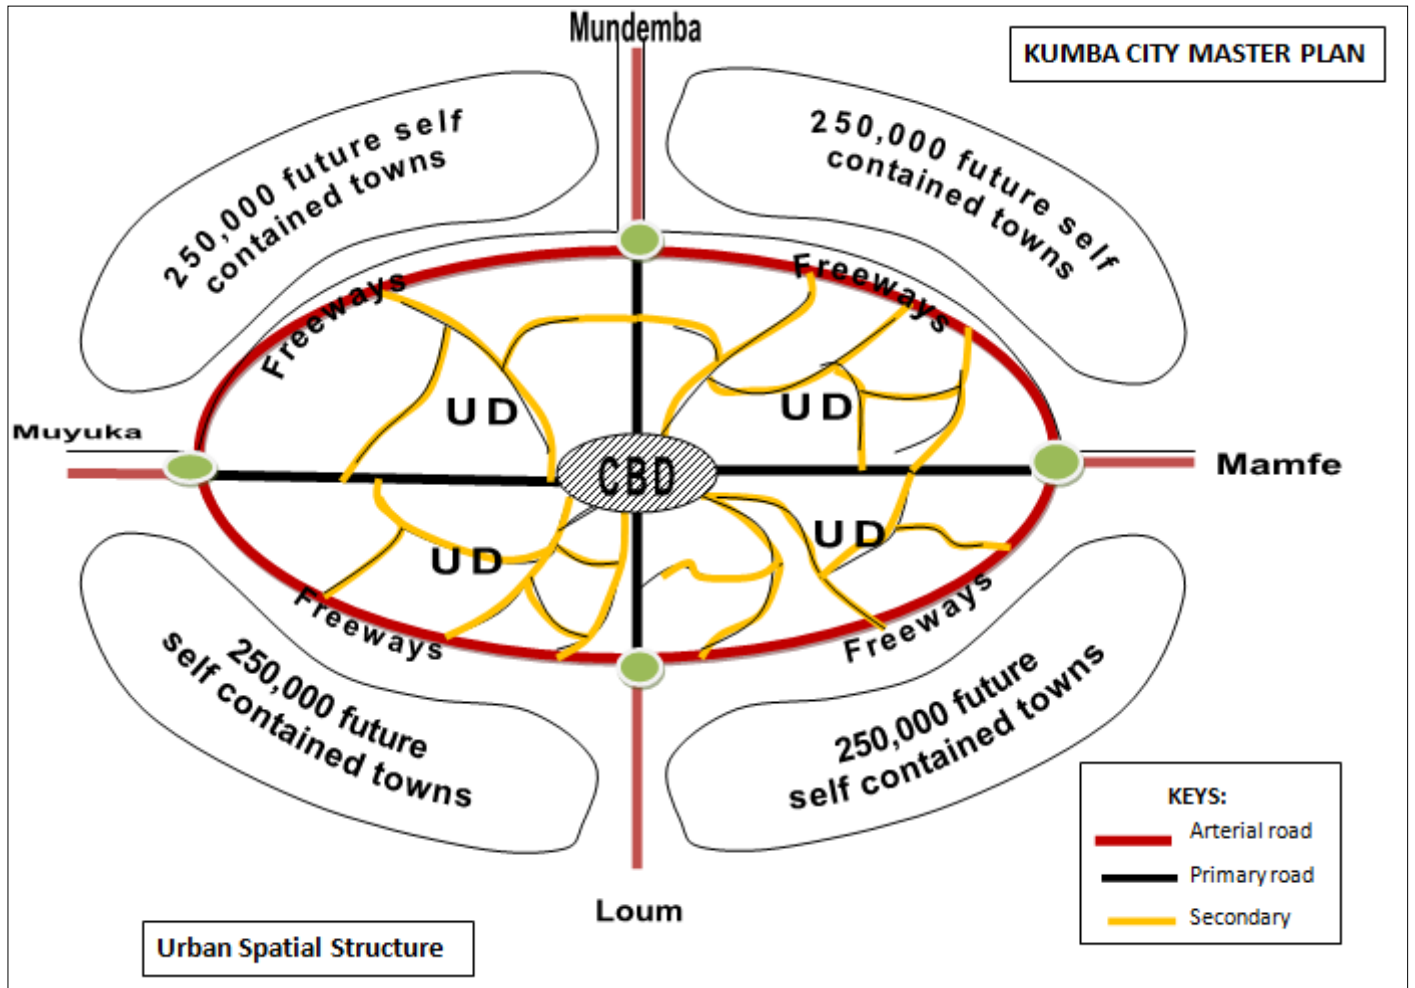 Mundemba
KUMBA CITY MASTER PLAN
250,000 future self
contained towns
250,000 future self
contained towns
Freeways
Freeways
UD
UD
Muyuka
CBD
Mamfe
UD
UD
Freeways
Freeways
250,000 future
self contained towns
250,000 future
self contained towns
KEYS:
Arterial road
Primary road
Secondary
Loum
Urban Spatial Structure